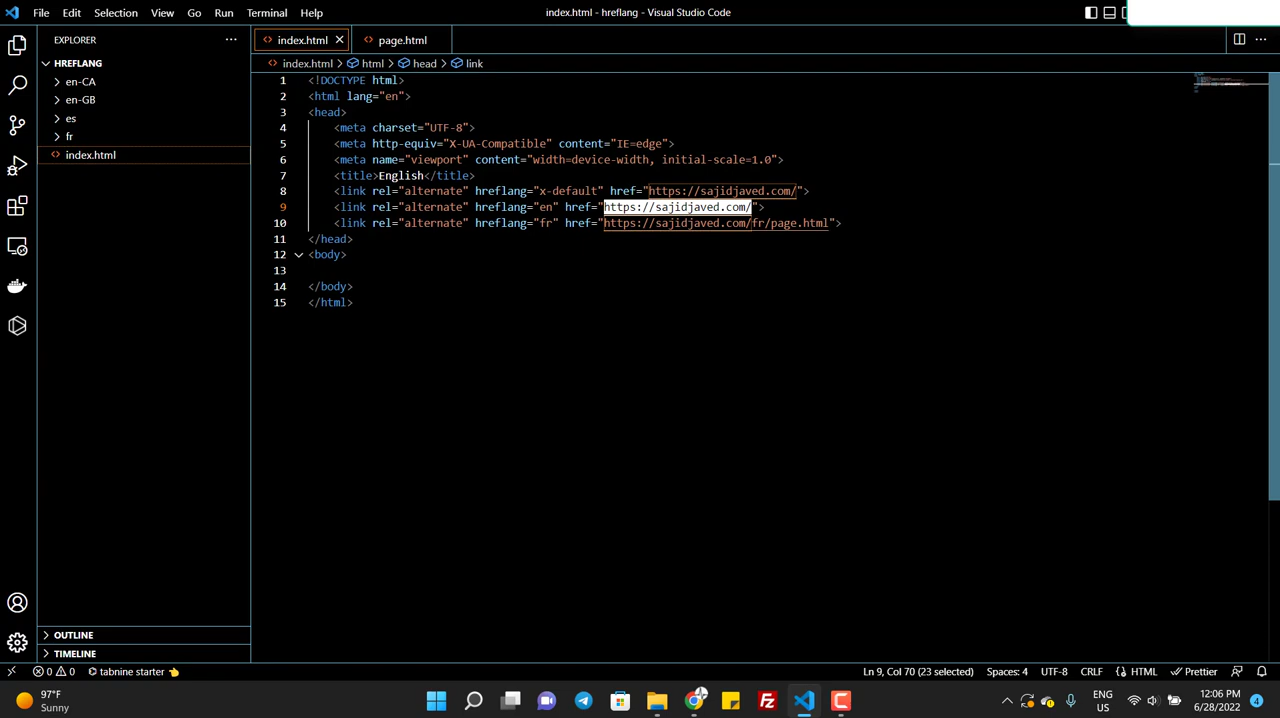 File Edit Selection View Go Run Terminal Help
index.html - hreflang - Visual Studio Code
EXPLORER
HREFLANG
en-CA
en-GB
es
fr
index.html
OUTLINE
TIMELINE
index.html page.html
index.html > html > head > link
1 <!DOCTYPE html>
2 <html lang="en">
3 <head>
4 <meta charset="UTF-8">
5 <meta http-equiv="X-UA-Compatible" content="IE=edge">
6 <meta name="viewport" content="width=device-width, initial-scale=1.0">
7 <title>English</title>
8 <link rel="alternate" hreflang="x-default" href="https://sajidjaved.com/">
9 <link rel="alternate" hreflang="en" href="https://sajidjaved.com/">
10 <link rel="alternate" hreflang="fr" href="https://sajidjaved.com/fr/page.html">
11 </head>
12 <body>
13
14 </body>
15 </html>
0 0 tabnine starter 👈
Ln 9, Col 70 (23 selected) Spaces: 4 UTF-8 CRLF HTML Prettier
97°F
Sunny
ENG
US
12:06 PM
6/28/2022
4